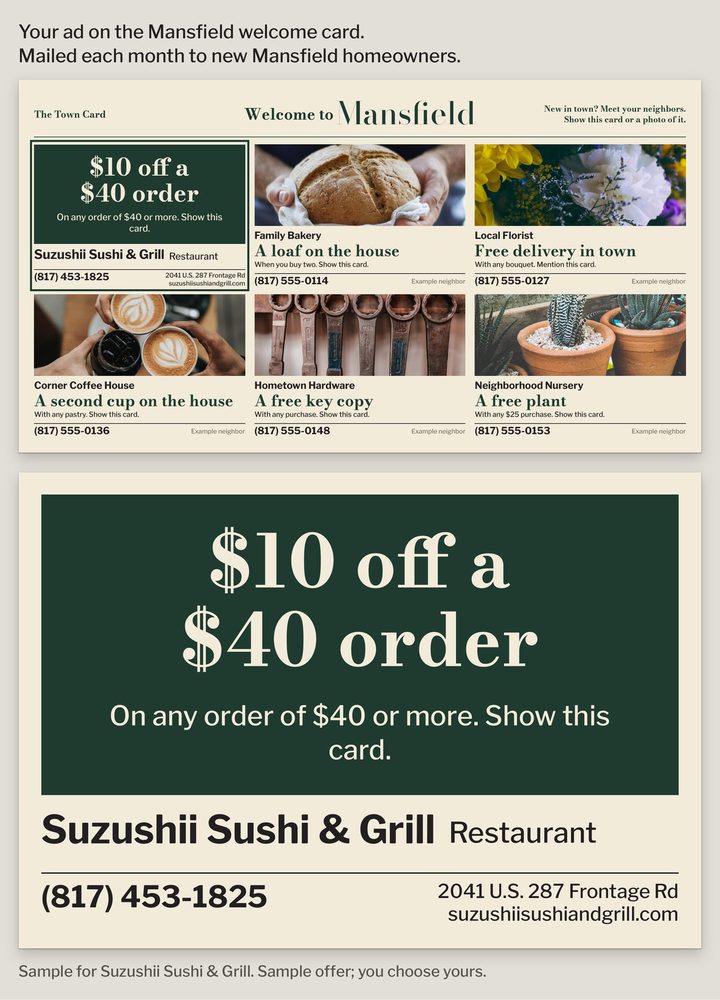 Your ad on the Mansfield welcome card.
Mailed each month to new Mansfield homeowners.
The Town Card
Welcome to Mansfield
New in town? Meet your neighbors.
Show this card or a photo of it.
$10 off a
$40 order
On any order of $40 or more. Show this
card.
Suzushii Sushi & Grill Restaurant
(817) 453-1825
2041 U.S. 287 Frontage Rd
suzushiisushiandgrill.com
Family Bakery
A loaf on the house
When you buy two. Show this card.
(817) 555-0114 Example neighbor
Local Florist
Free delivery in town
With any bouquet. Mention this card.
(817) 555-0127 Example neighbor
Corner Coffee House
A second cup on the house
With any pastry. Show this card.
(817) 555-0136 Example neighbor
Hometown Hardware
A free key copy
With any purchase. Show this card.
(817) 555-0148 Example neighbor
Neighborhood Nursery
A free plant
With any $25 purchase. Show this card.
(817) 555-0153 Example neighbor
$10 off a
$40 order
On any order of $40 or more. Show this
card.
Suzushii Sushi & Grill Restaurant
(817) 453-1825
2041 U.S. 287 Frontage Rd
suzushiisushiandgrill.com
Sample for Suzushii Sushi & Grill. Sample offer; you choose yours.